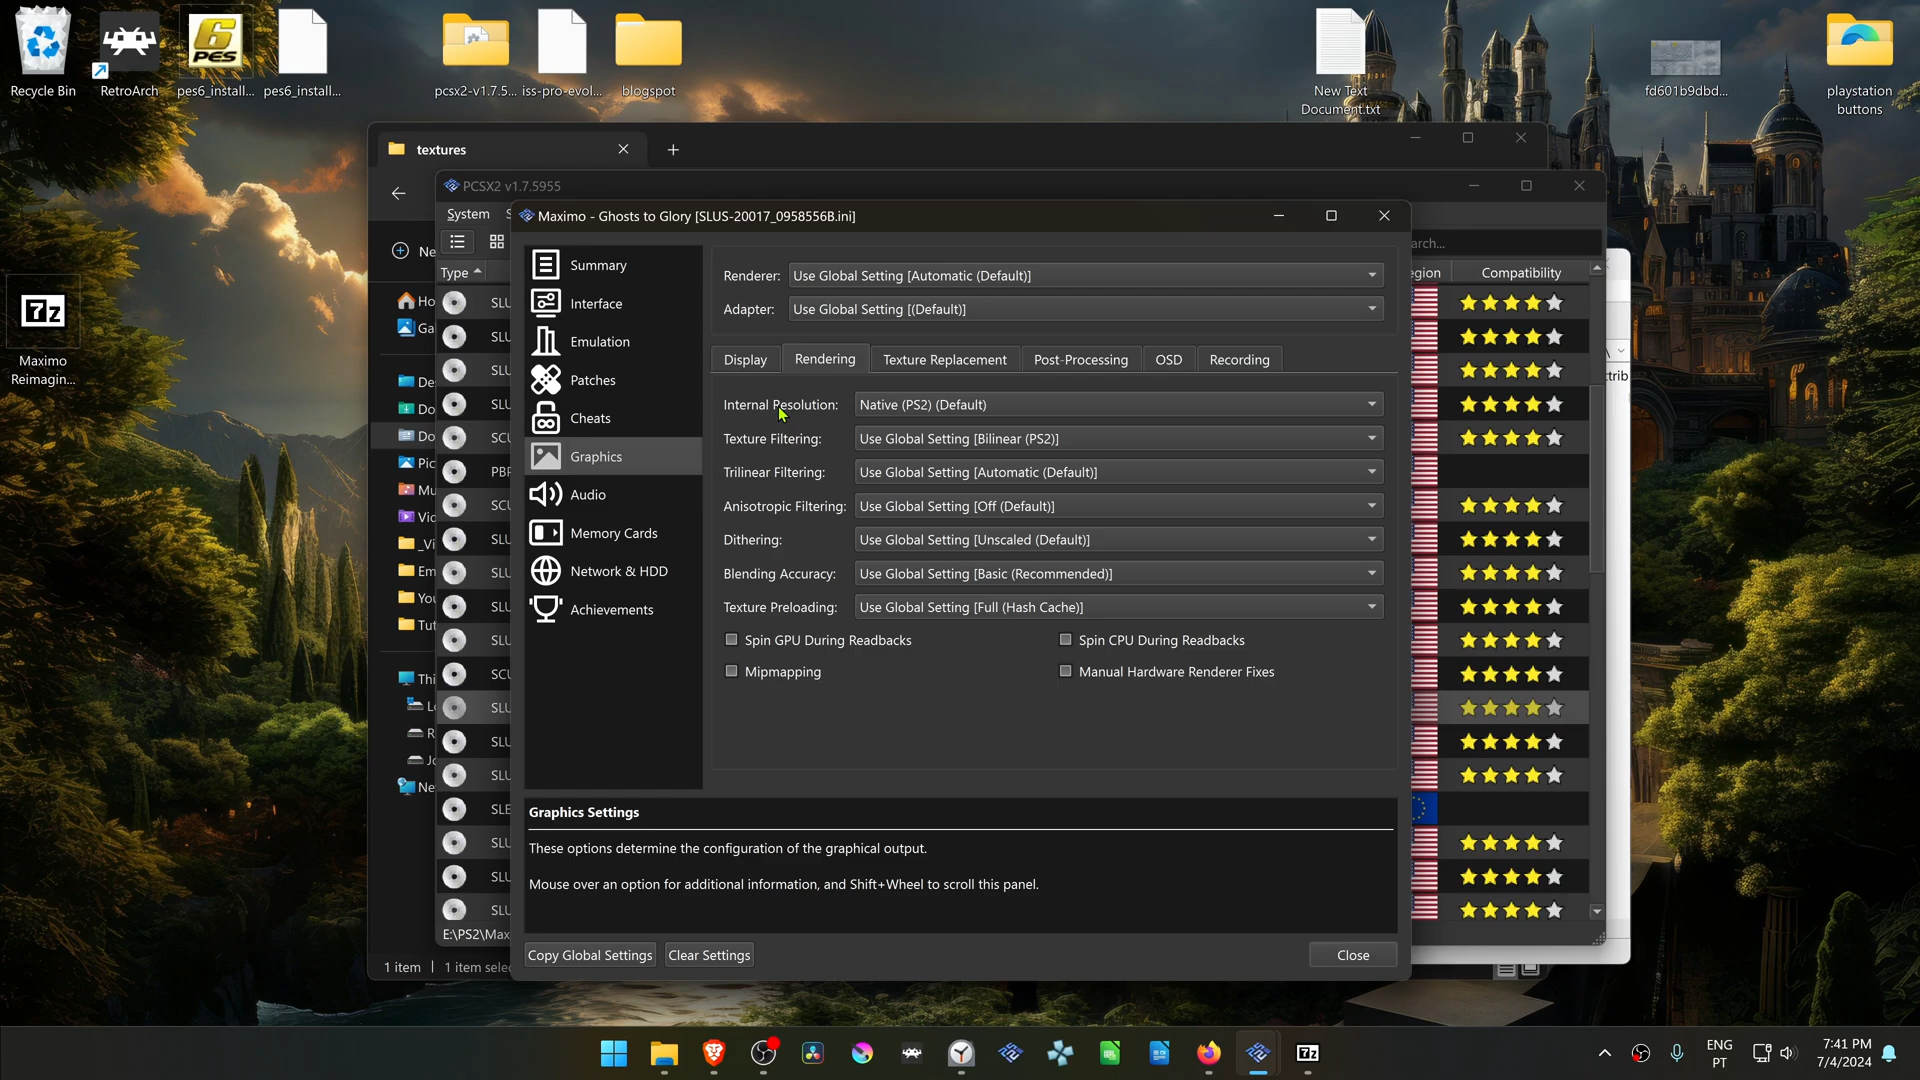 Recycle Bin
RetroArch
pes6_install...
pes6_install...
pcsx2-v1.7.5...
iss-pro-evol...
blogspot
New Text
Document.txt
fd601b9dbd...
playstation
buttons
Maximo
Reimagin...
textures
PCSX2 v1.7.5955
System
Type
Maximo - Ghosts to Glory [SLUS-20017_0958556B.ini]
arch...
egion
Compatibility
Summary
Interface
Emulation
Patches
Cheats
Graphics
Audio
Memory Cards
Network & HDD
Achievements
Renderer: Use Global Setting [Automatic (Default)]
Adapter: Use Global Setting [(Default)]
Display Rendering Texture Replacement Post-Processing OSD Recording
Internal Resolution: Native (PS2) (Default)
Texture Filtering: Use Global Setting [Bilinear (PS2)]
Trilinear Filtering: Use Global Setting [Automatic (Default)]
Anisotropic Filtering: Use Global Setting [Off (Default)]
Dithering: Use Global Setting [Unscaled (Default)]
Blending Accuracy: Use Global Setting [Basic (Recommended)]
Texture Preloading: Use Global Setting [Full (Hash Cache)]
Spin GPU During Readbacks Spin CPU During Readbacks
Mipmapping Manual Hardware Renderer Fixes
Graphics Settings
These options determine the configuration of the graphical output.
Mouse over an option for additional information, and Shift+Wheel to scroll this panel.
Copy Global Settings Clear Settings Close
E:\PS2\Max
1 item 1 item selec
ENG
PT
7:41 PM
7/4/2024